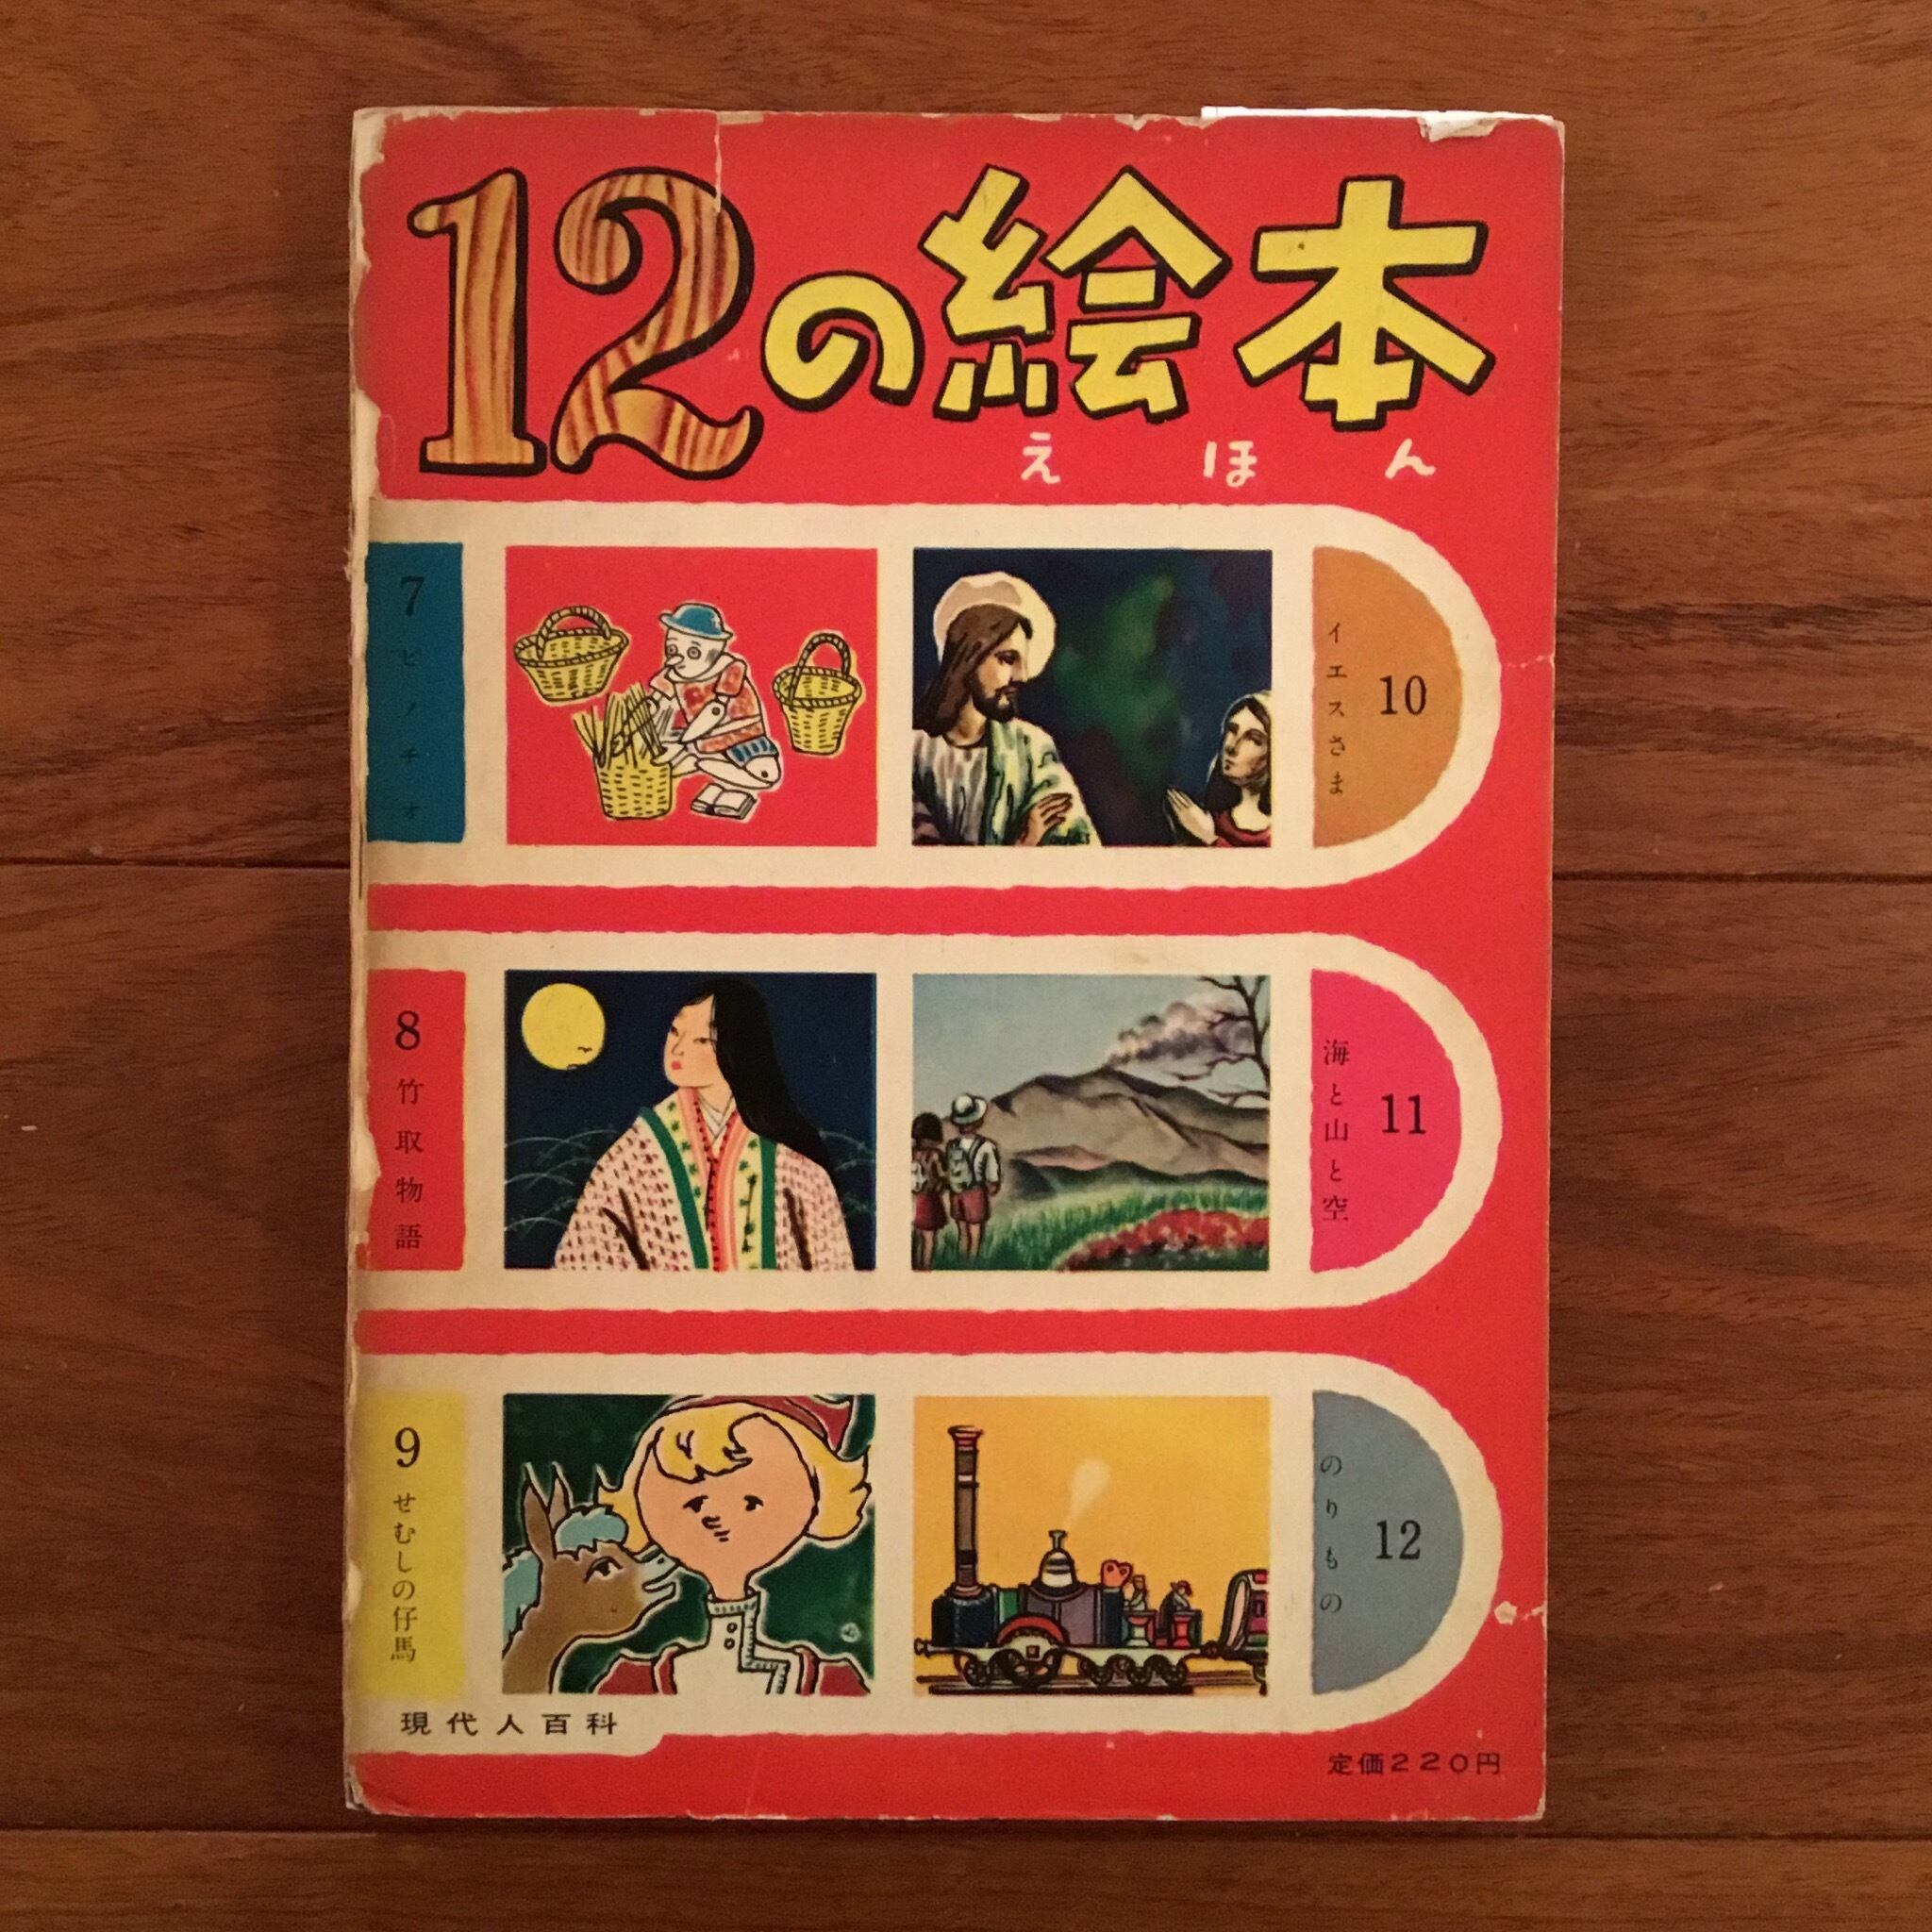 12の絵本
えほん
7 ピノチオ
イエスさま 10
8 竹取物語
海と山と空 11
9 せむしの仔馬
のりもの 12
現代人百科
定価220円